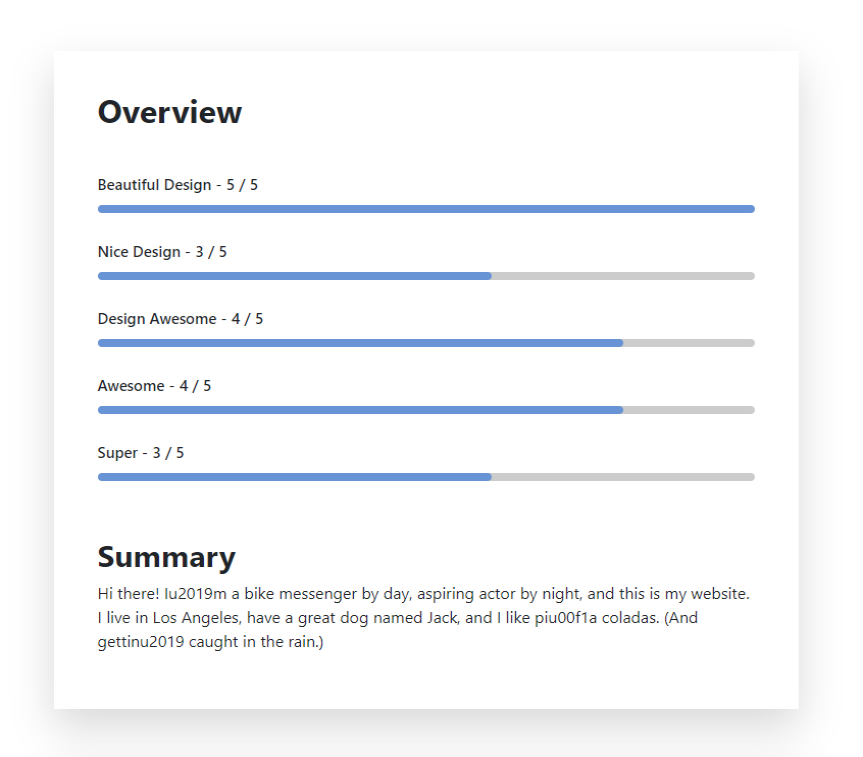 Overview
Beautiful Design - 5 / 5
Nice Design - 3 / 5
Design Awesome - 4 / 5
Awesome - 4 / 5
Super - 3 / 5
Summary
Hi there! Iu2019m a bike messenger by day, aspiring actor by night, and this is my website.
I live in Los Angeles, have a great dog named Jack, and I like piu00f1a coladas. (And
gettinu2019 caught in the rain.)